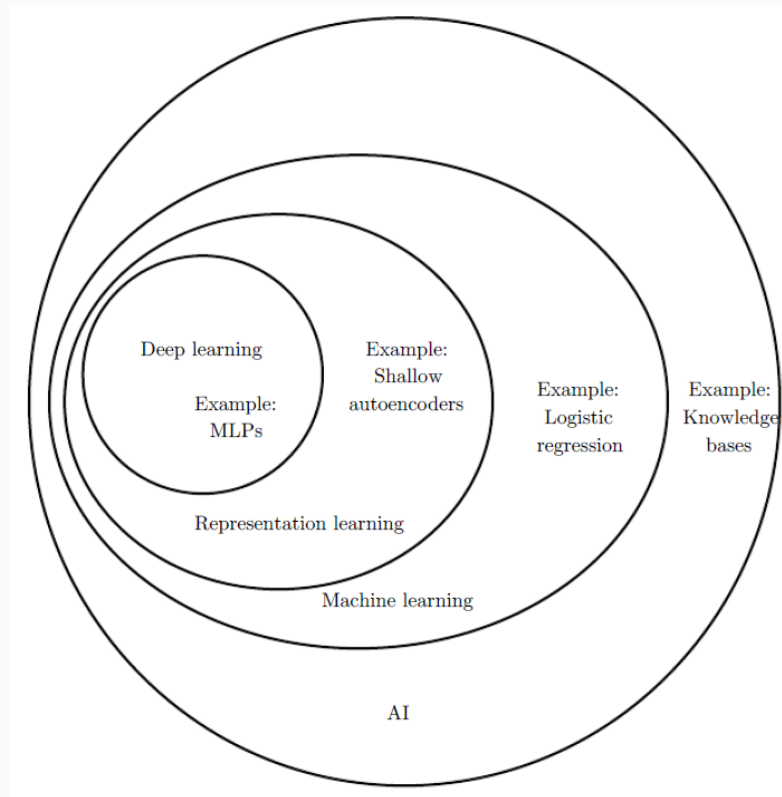 Deep learning
Example:
MLPs
Example:
Shallow
autoencoders
Example:
Logistic
regression
Example:
Knowledge
bases
Representation learning
Machine learning
AI